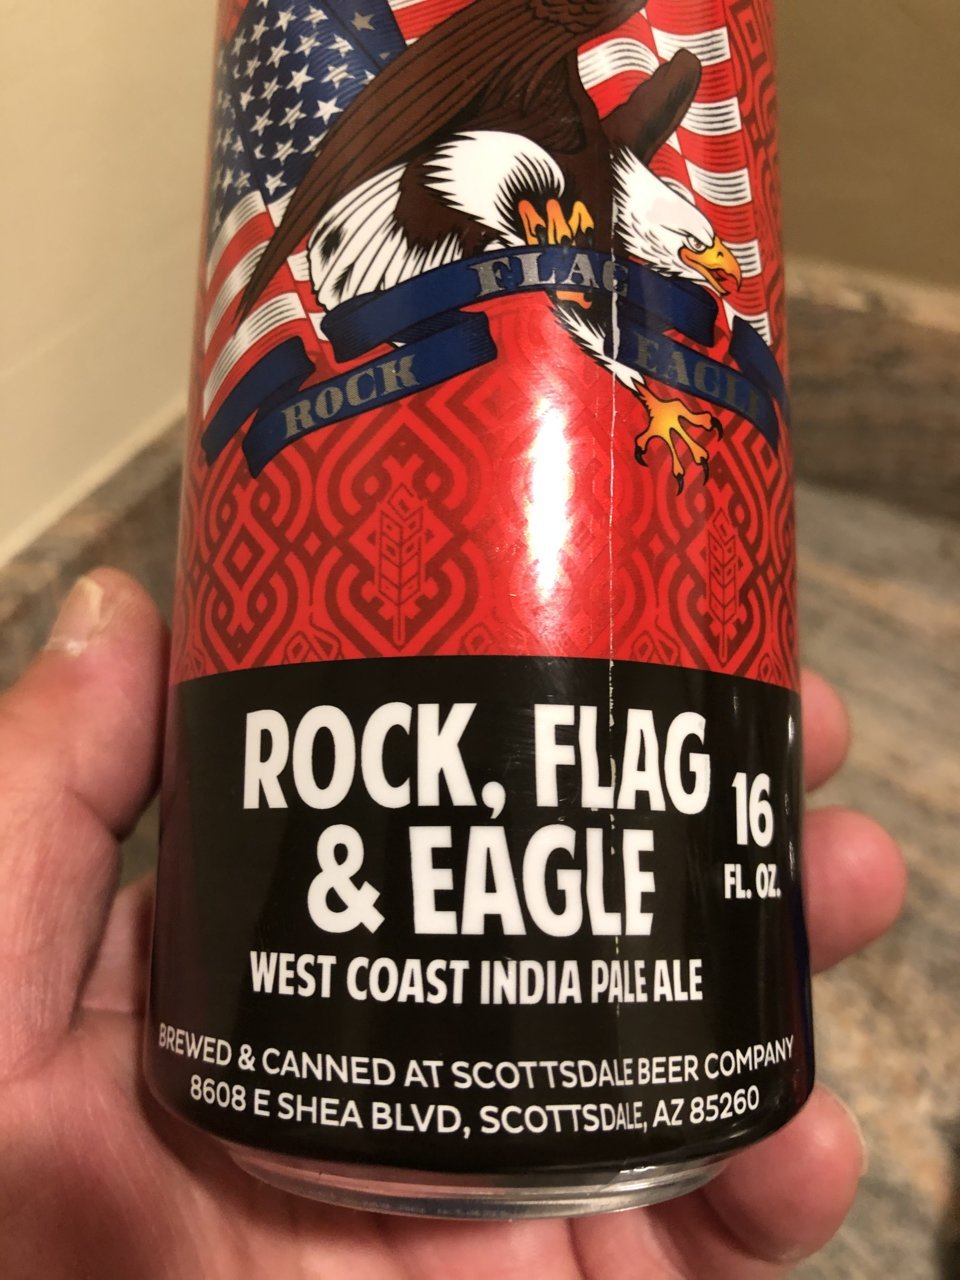 FLAG
ROCK EAGLE
ROCK, FLAG
& EAGLE
16
FL. OZ.
WEST COAST INDIA PALE ALE
BREWED & CANNED AT SCOTTSDALE BEER COMPANY
8608 E SHEA BLVD, SCOTTSDALE, AZ 85260